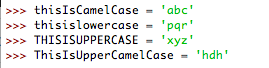 >>> thisIsCamelCase = 'abc'
>>> thisislowercase = 'pqr'
>>> THISISUPPERCASE = 'xyz'
>>> ThisIsUpperCamelCase = 'hdh'